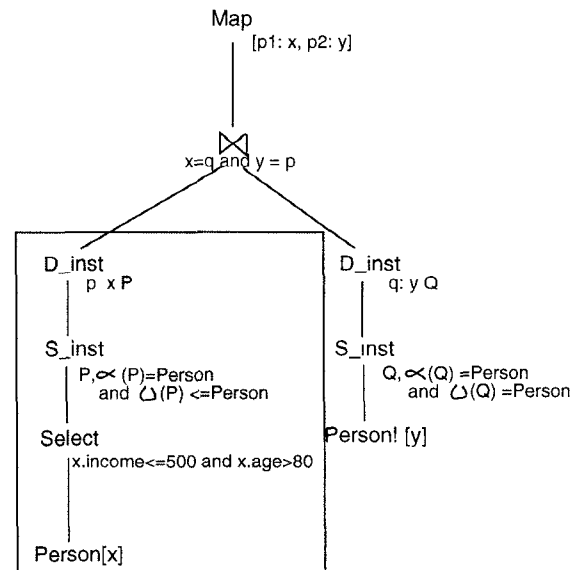 Map
[p1: x, p2: y]
⋈
x=q and y = p
D_inst
p x P
S_inst
P, ∝ (P)=Person
and ∪(P) <=Person
Select
x.income<=500 and x.age>80
Person[x]
D_inst
q: y Q
S_inst
Q, ∝(Q) =Person
and ∪(Q) =Person
Person! [y]